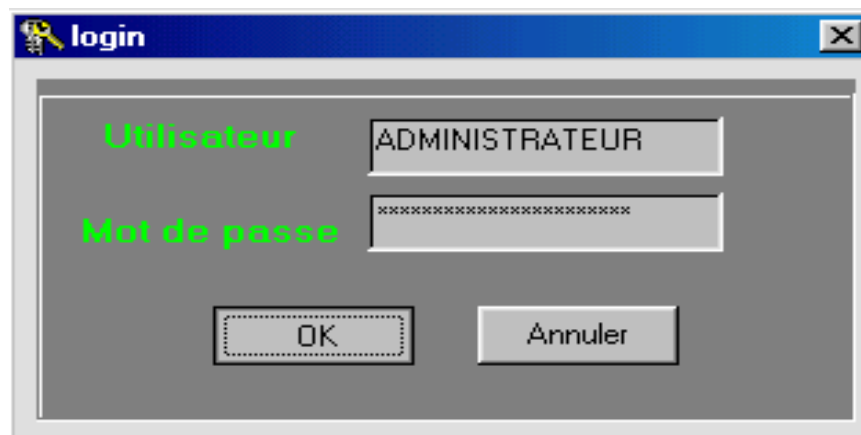 login
Utilisateur
ADMINISTRATEUR
Mot de passe
***********************
OK
Annuler